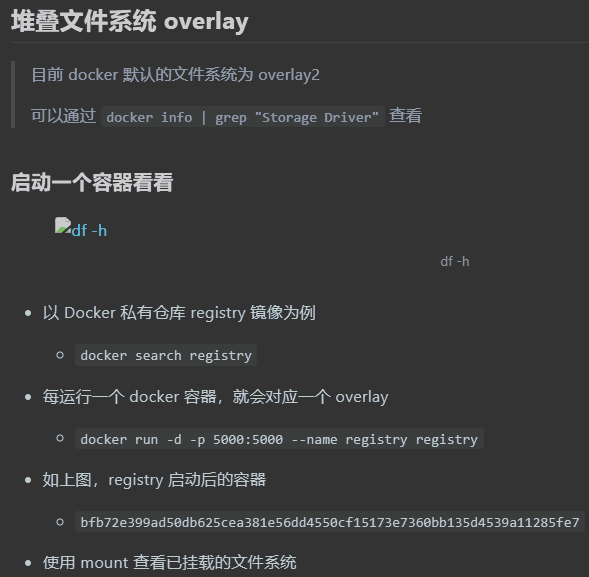 堆叠文件系统 overlay
目前 docker 默认的文件系统为 overlay2
可以通过 docker info | grep "Storage Driver" 查看
启动一个容器看看
df -h
df -h
以 Docker 私有仓库 registry 镜像为例
docker search registry
每运行一个 docker 容器，就会对应一个 overlay
docker run -d -p 5000:5000 --name registry registry
如上图，registry 启动后的容器
bfb72e399ad50db625cea381e56dd4550cf15173e7360bb135d4539a11285fe7
使用 mount 查看已挂载的文件系统